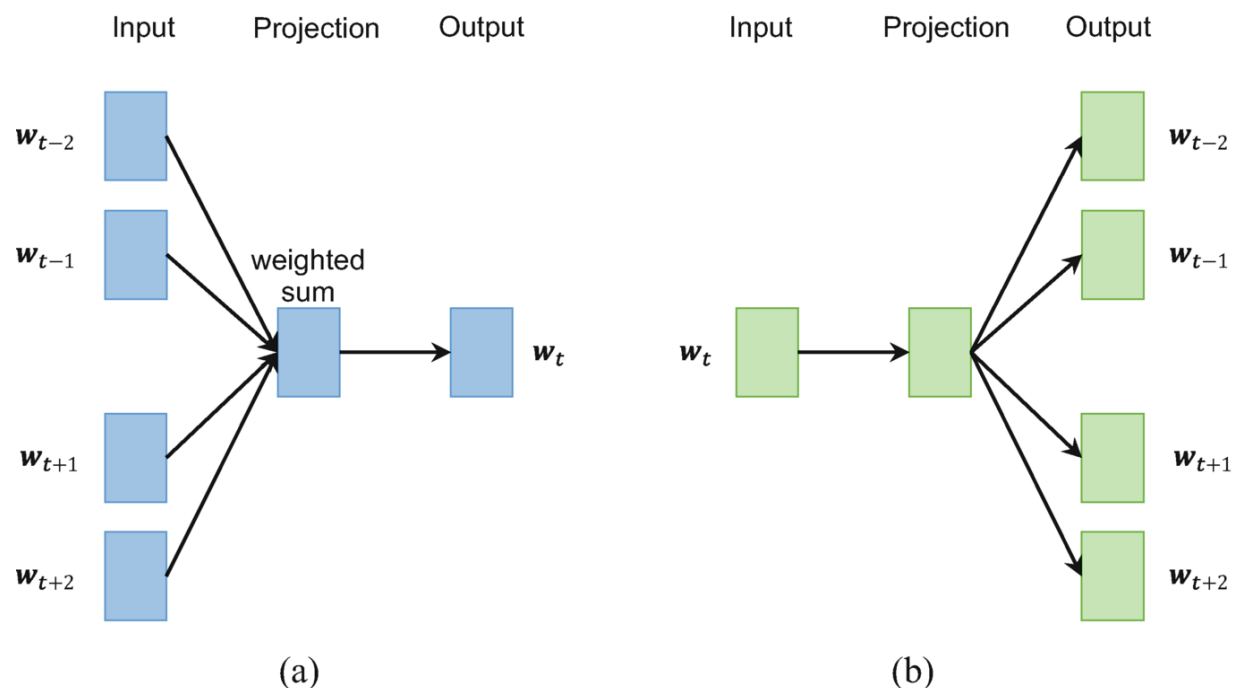 Input Projection Output
w_{t−2}
w_{t−1}
weighted
sum
w_t
w_{t+1}
w_{t+2}
(a)
Input Projection Output
w_{t−2}
w_{t−1}
w_t
w_{t+1}
w_{t+2}
(b)